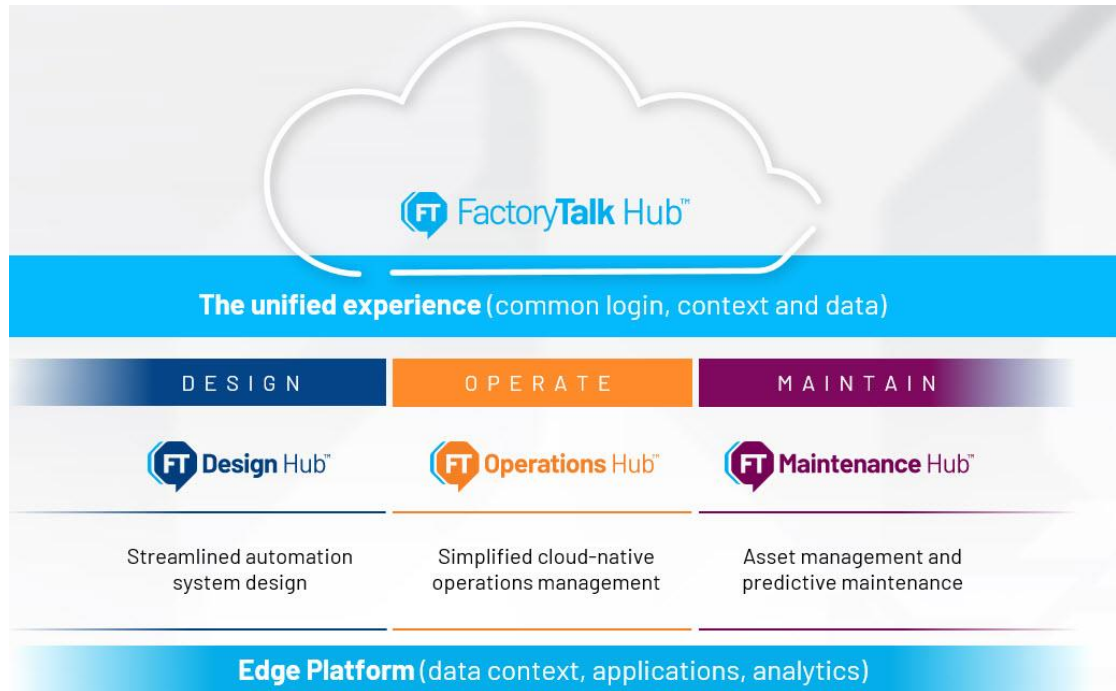 FT FactoryTalk Hub™
The unified experience (common login, context and data)
DESIGN
OPERATE
MAINTAIN
FT Design Hub™
FT Operations Hub™
FT Maintenance Hub™
Streamlined automation
system design
Simplified cloud-native
operations management
Asset management and
predictive maintenance
Edge Platform (data context, applications, analytics)